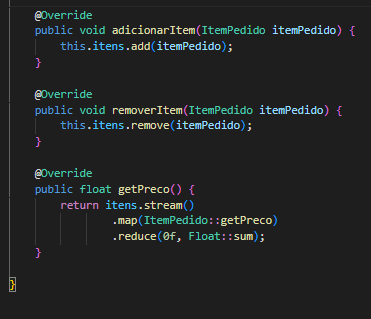 @Override
public void adicionarItem(ItemPedido itemPedido) {
this.itens.add(itemPedido);
}
@Override
public void removerItem(ItemPedido itemPedido) {
this.itens.remove(itemPedido);
}
@Override
public float getPreco() {
return itens.stream()
.map(ItemPedido::getPreco)
.reduce(0f, Float::sum);
}
}